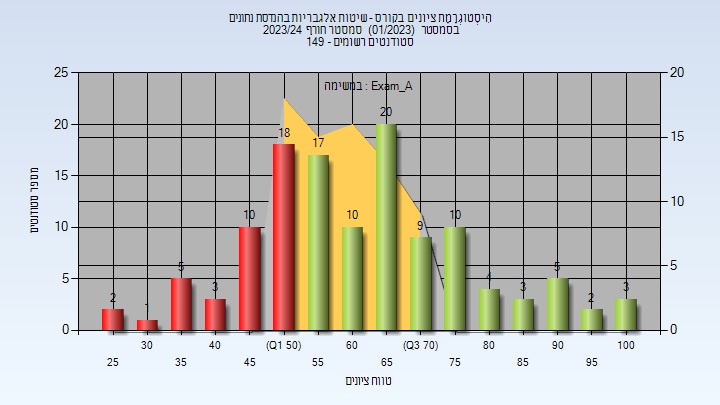 היסטוגרמת ציונים בקורס - שיטות אלגבריות בהנדסת נתונים
בסמסטר (01/2023) סמסטר חורף 2023/24
סטודנטים רשומים - 149
במשימה : Exam_A
25 20
20 15
15 10
10 5
5 0
0
2 1 5 3 10 18 17 10 20 9 10 4 3 5 2 3
מספר סטודנטים
30 40 (Q1 50) 60 (Q3 70) 80 90 100
25 35 45 55 65 75 85 95
טווח ציונים